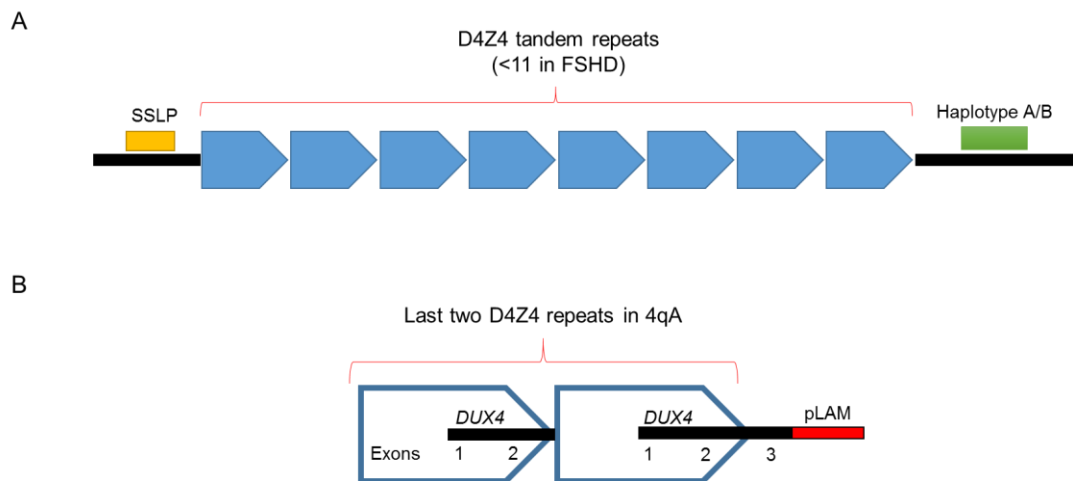 A
D4Z4 tandem repeats
(<11 in FSHD)
SSLP
Haplotype A/B
B
Last two D4Z4 repeats in 4qA
DUX4
DUX4
pLAM
Exons
1
2
1
2
3